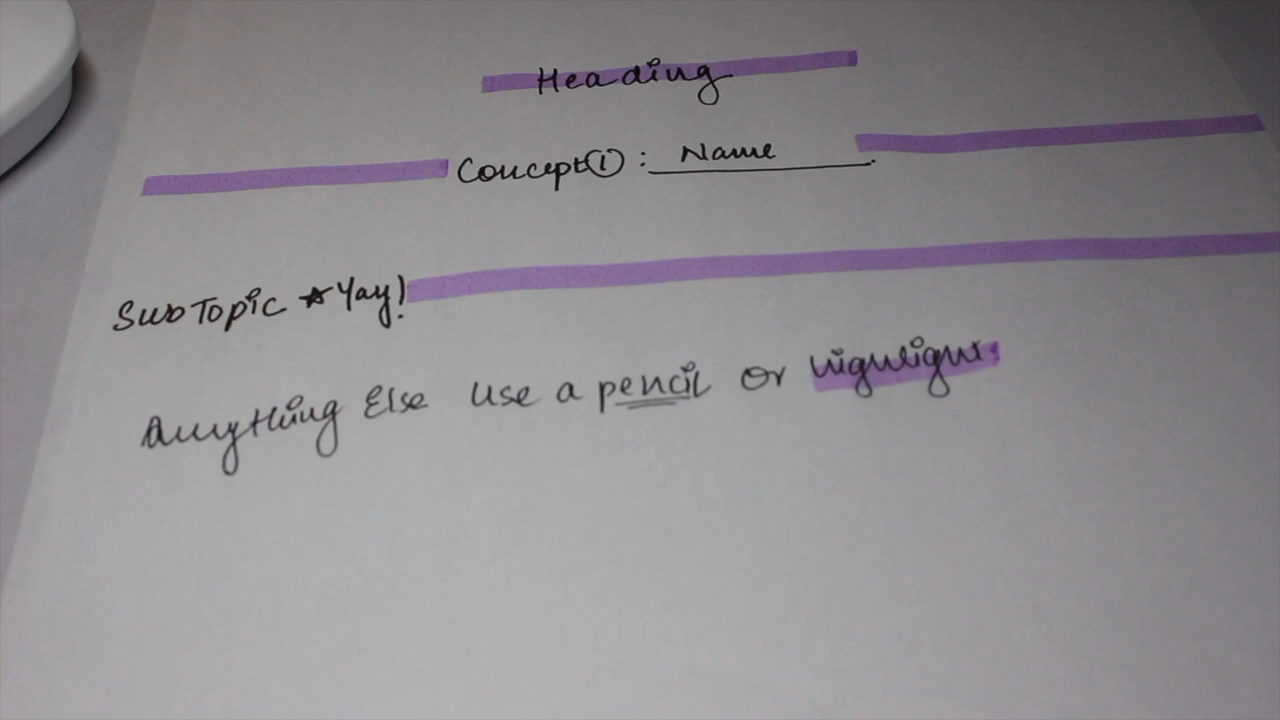 Heading
Concept ① : Name
SubTopic ☆ Yay!
Anything Else use a pencil or highlight.